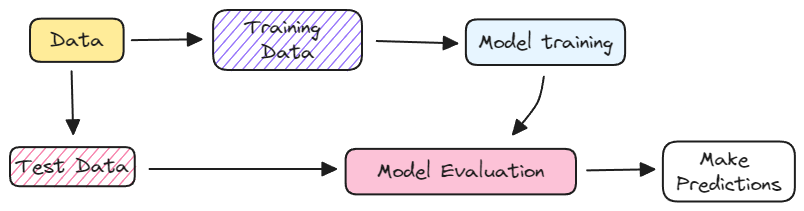 Data
Training
Data
Model training
Test Data
Model Evaluation
Make
Predictions